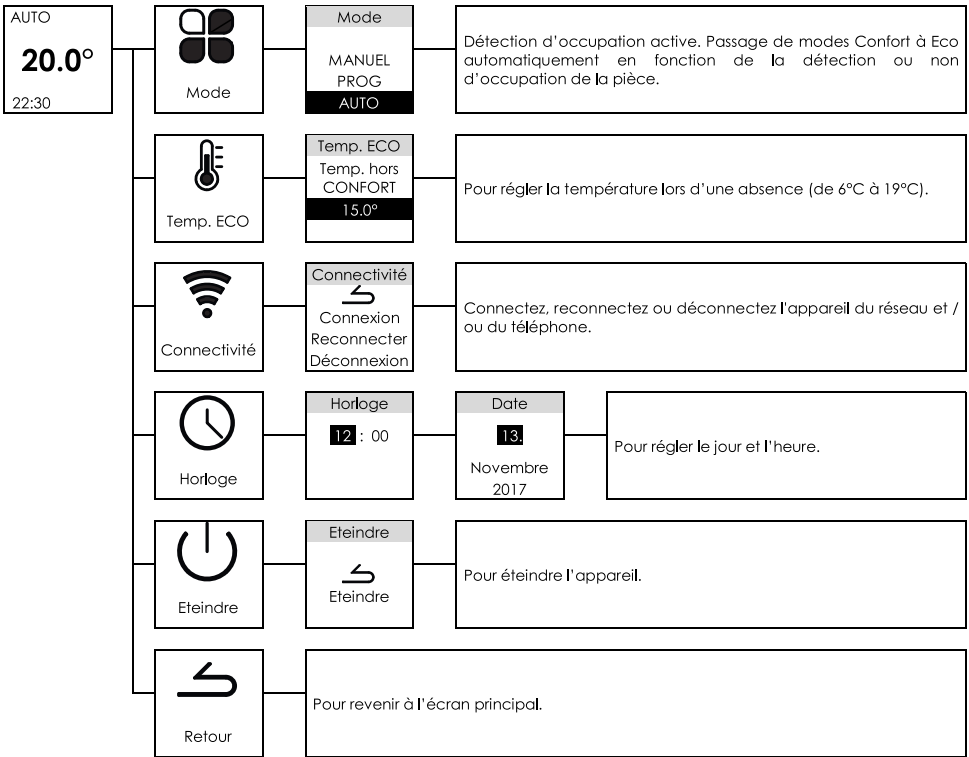 AUTO
20.0°
22:30
Mode
Mode
MANUEL
PROG
AUTO
Détection d'occupation active. Passage de modes Confort à Eco
automatiquement en fonction de la détection ou non
d'occupation de la pièce.
Temp. ECO
Temp. ECO
Temp. hors
CONFORT
15.0°
Pour régler la température lors d'une absence (de 6°C à 19°C).
Connectivité
Connectivité
Connexion
Reconnecter
Déconnexion
Connectez, reconnectez ou déconnectez l'appareil du réseau et /
ou du téléphone.
Horloge
Horloge
12 : 00
Date
13.
Novembre
2017
Pour régler le jour et l'heure.
Eteindre
Eteindre
Eteindre
Pour éteindre l'appareil.
Retour
Pour revenir à l'écran principal.